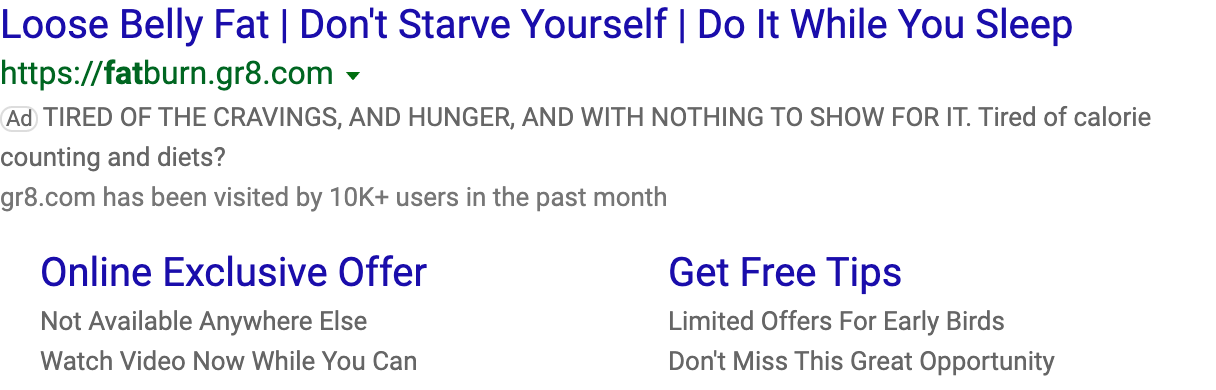 Loose Belly Fat | Don't Starve Yourself | Do It While You Sleep
https://fatburn.gr8.com
Ad TIRED OF THE CRAVINGS, AND HUNGER, AND WITH NOTHING TO SHOW FOR IT. Tired of calorie
counting and diets?
gr8.com has been visited by 10K+ users in the past month
Online Exclusive Offer
Not Available Anywhere Else
Watch Video Now While You Can
Get Free Tips
Limited Offers For Early Birds
Don't Miss This Great Opportunity